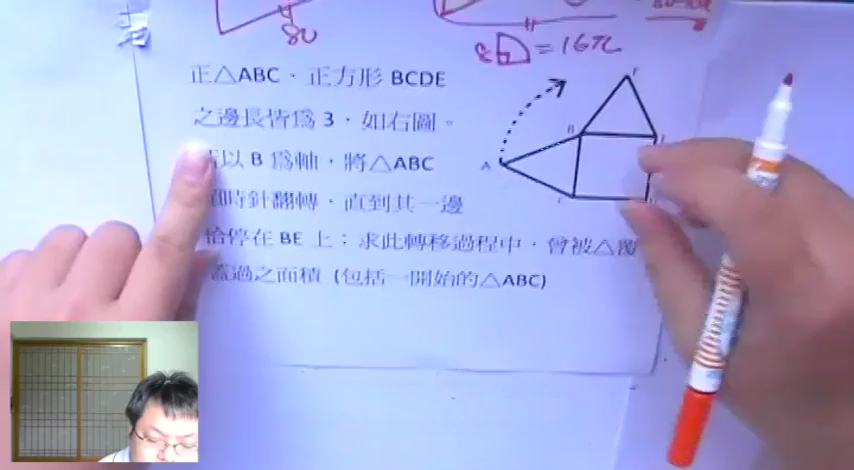 80
8 = 16π
正△ABC、正方形 BCDE
之邊長皆為 3,如右圖。
以 B 為軸,將△ABC
時針翻轉,直到其一邊
恰停在 BE 上:求此轉移過程中,曾被△覆
蓋過之面積 (包括一開始的△ABC)
F
B
A
C